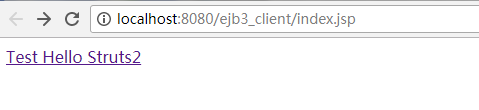 localhost:8080/ejb3_client/index.jsp
Test Hello Struts2